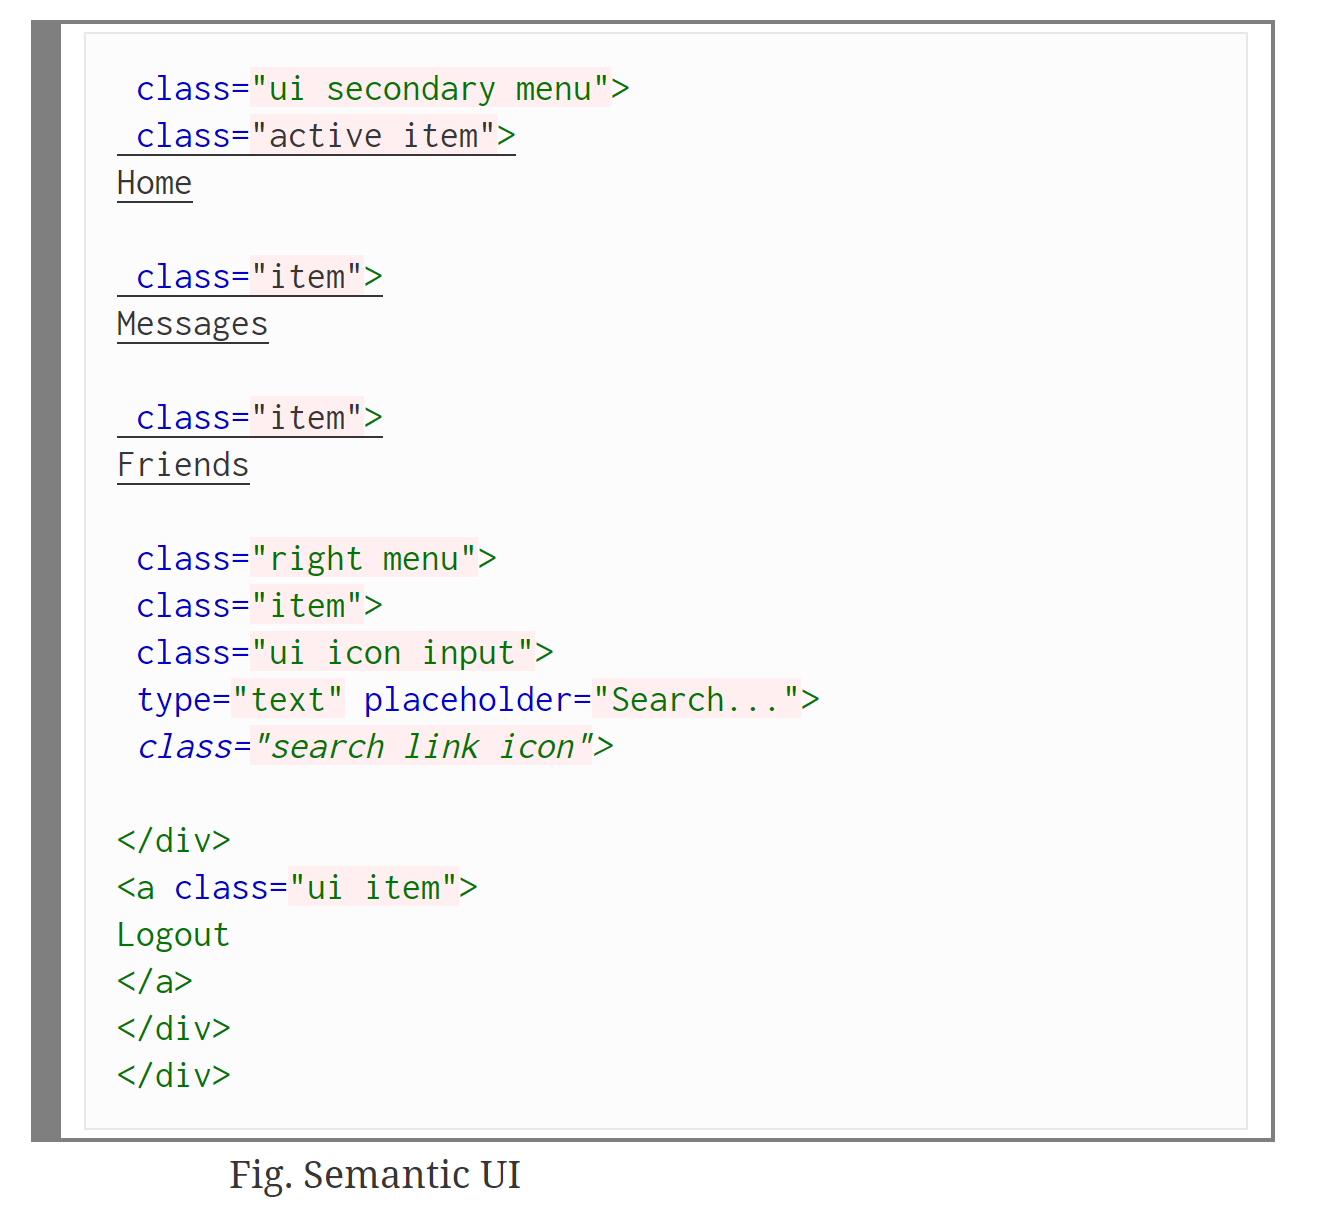 class="ui secondary menu">
class="active item">
Home
class="item">
Messages
class="item">
Friends
class="right menu">
class="item">
class="ui icon input">
type="text" placeholder="Search...">
class="search link icon">
</div>
<a class="ui item">
Logout
</a>
</div>
</div>
Fig. Semantic UI